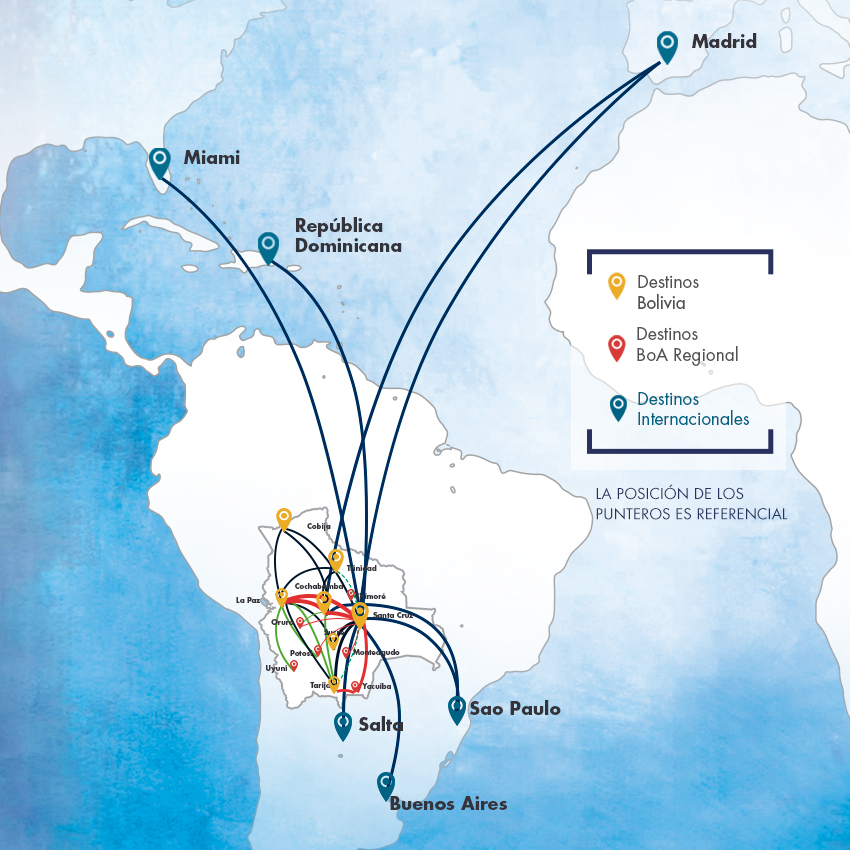 Madrid
Miami
República
Dominicana
Destinos
Bolivia
Destinos
BoA Regional
Destinos
Internacionales
LA POSICIÓN DE LOS
PUNTEROS ES REFERENCIAL
Cobija
Trinidad
Cochabamba
La Paz
Chimoré
Santa Cruz
Oruro
Sucre
Potosí
Monteagudo
Uyuni
Tarija
Yacuiba
Salta
Sao Paulo
Buenos Aires